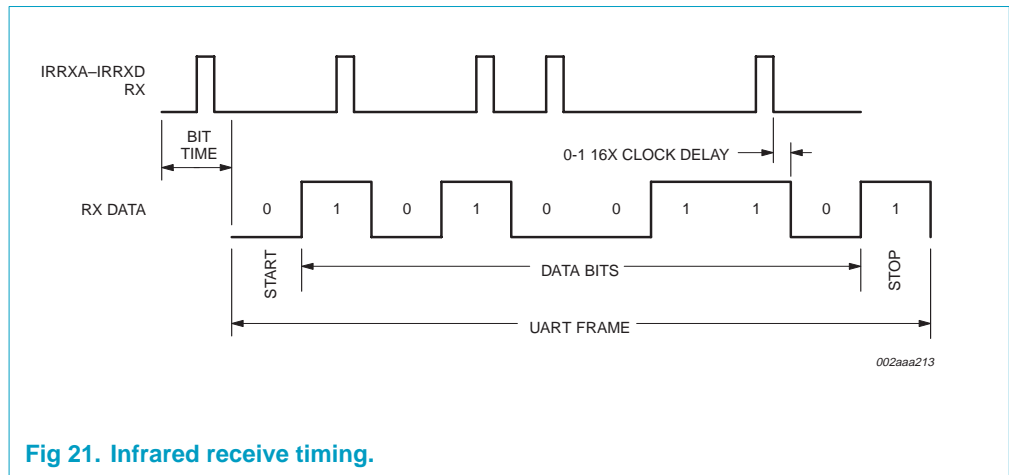 IRRXA–IRRXD
RX
BIT
TIME
0-1 16X CLOCK DELAY
RX DATA
0 1 0 1 0 0 1 1 0 1
START
DATA BITS
STOP
UART FRAME
002aaa213
Fig 21. Infrared receive timing.